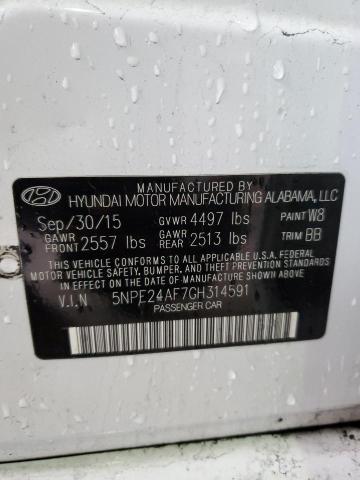 MANUFACTURED BY
HYUNDAI MOTOR MANUFACTURING ALABAMA, LLC
Sep/30/15 GVWR 4497 lbs PAINT W8
GAWR FRONT 2557 lbs GAWR REAR 2513 lbs TRIM BB
THIS VEHICLE CONFORMS TO ALL APPLICABLE U.S. FEDERAL
MOTOR VEHICLE SAFETY, BUMPER, AND THEFT PREVENTION
STANDARDS IN EFFECT ON THE DATE OF MANUFACTURE SHOWN ABOVE.
V.I.N 5NPE24AF7GH314591
PASSENGER CAR